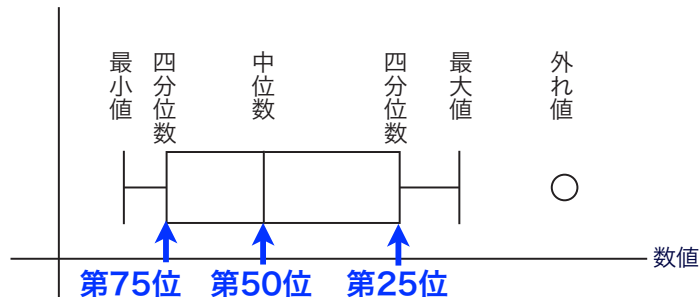 最小値
四分位数
中位数
四分位数
最大値
外れ値
数値
第75位
第50位
第25位